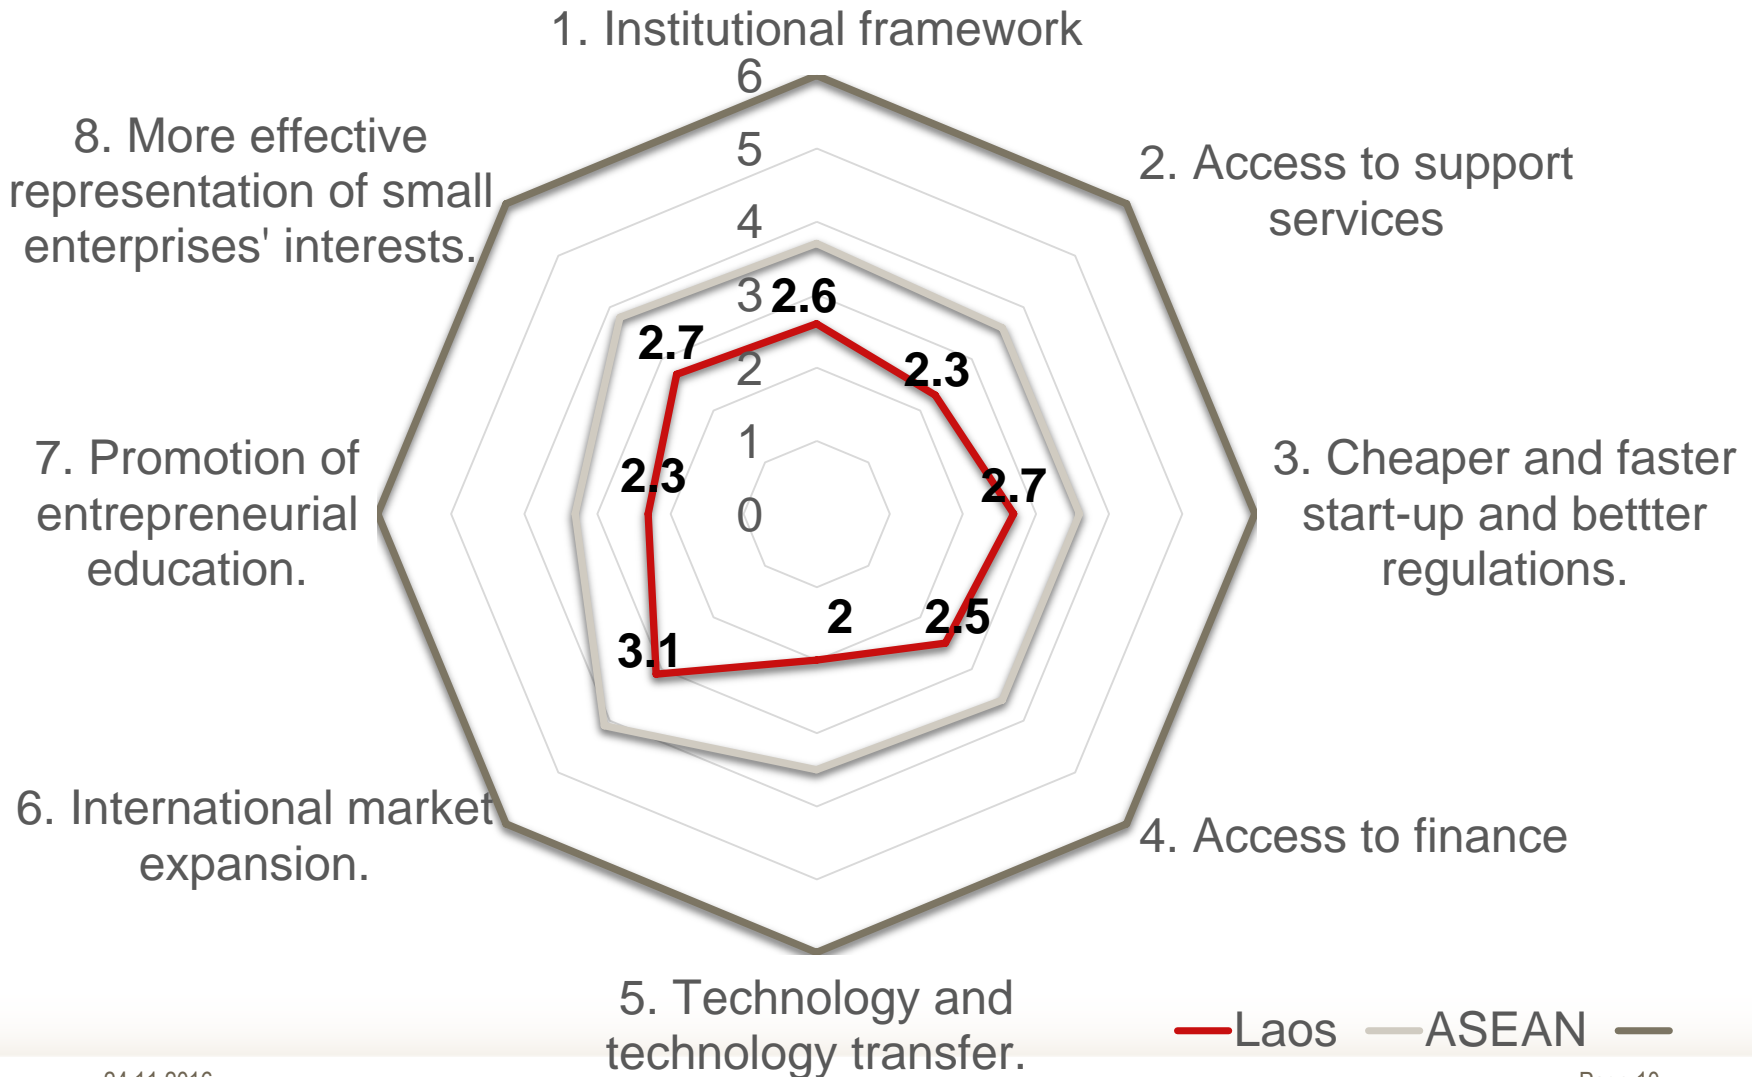 1. Institutional framework
6
5
4
3
2
1
0
2. Access to support
services
3. Cheaper and faster
start-up and bettter
regulations.
4. Access to finance
5. Technology and
technology transfer.
6. International market
expansion.
7. Promotion of
entrepreneurial
education.
8. More effective
representation of small
enterprises' interests.
2.6
2.3
2.7
2.5
2
3.1
2.3
2.7
Laos
ASEAN